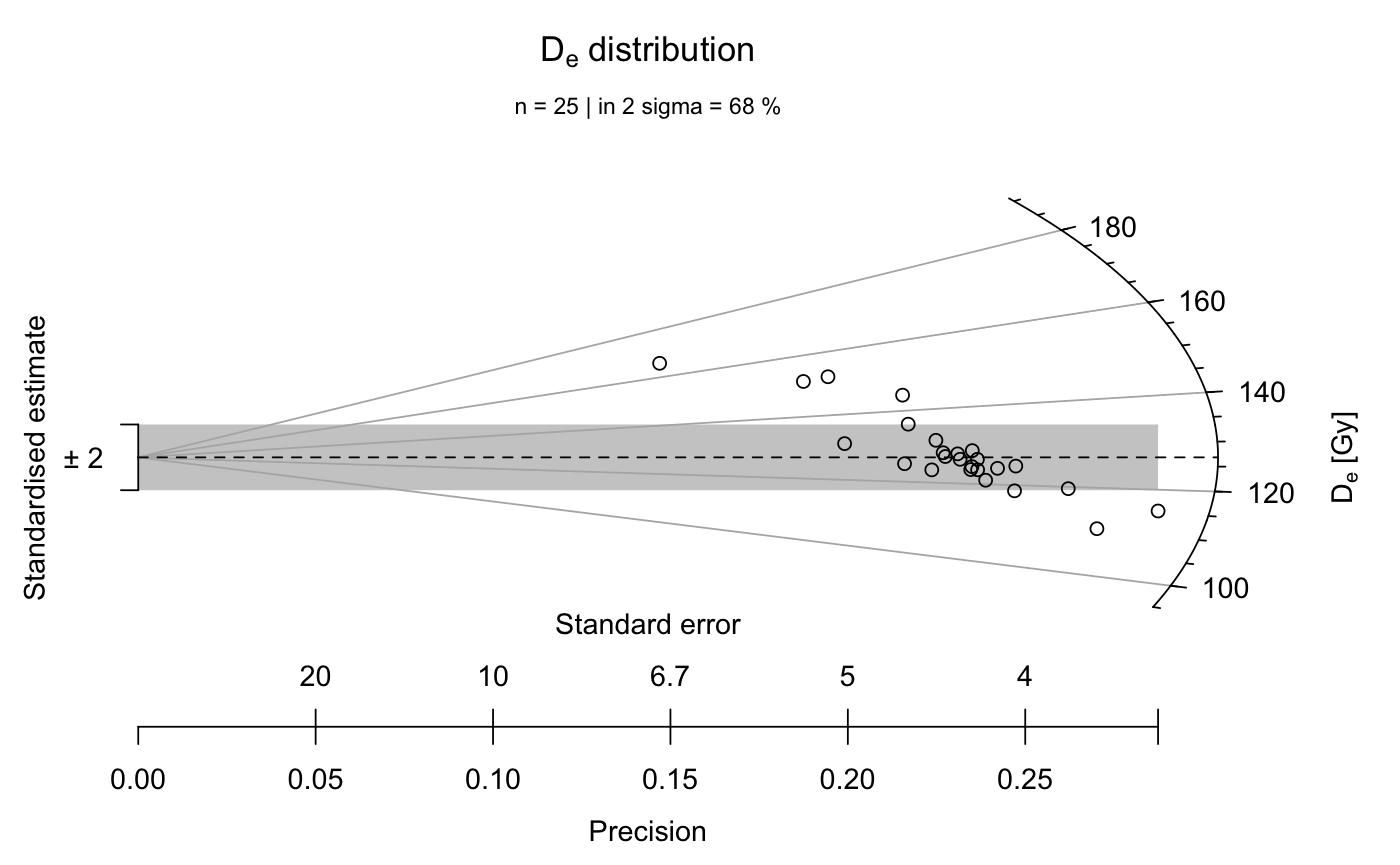 De distribution
n = 25 | in 2 sigma = 68 %
180
160
140
120
100
De [Gy]
Standardised estimate
± 2
Standard error
20 10 6.7 5 4
0.00 0.05 0.10 0.15 0.20 0.25
Precision